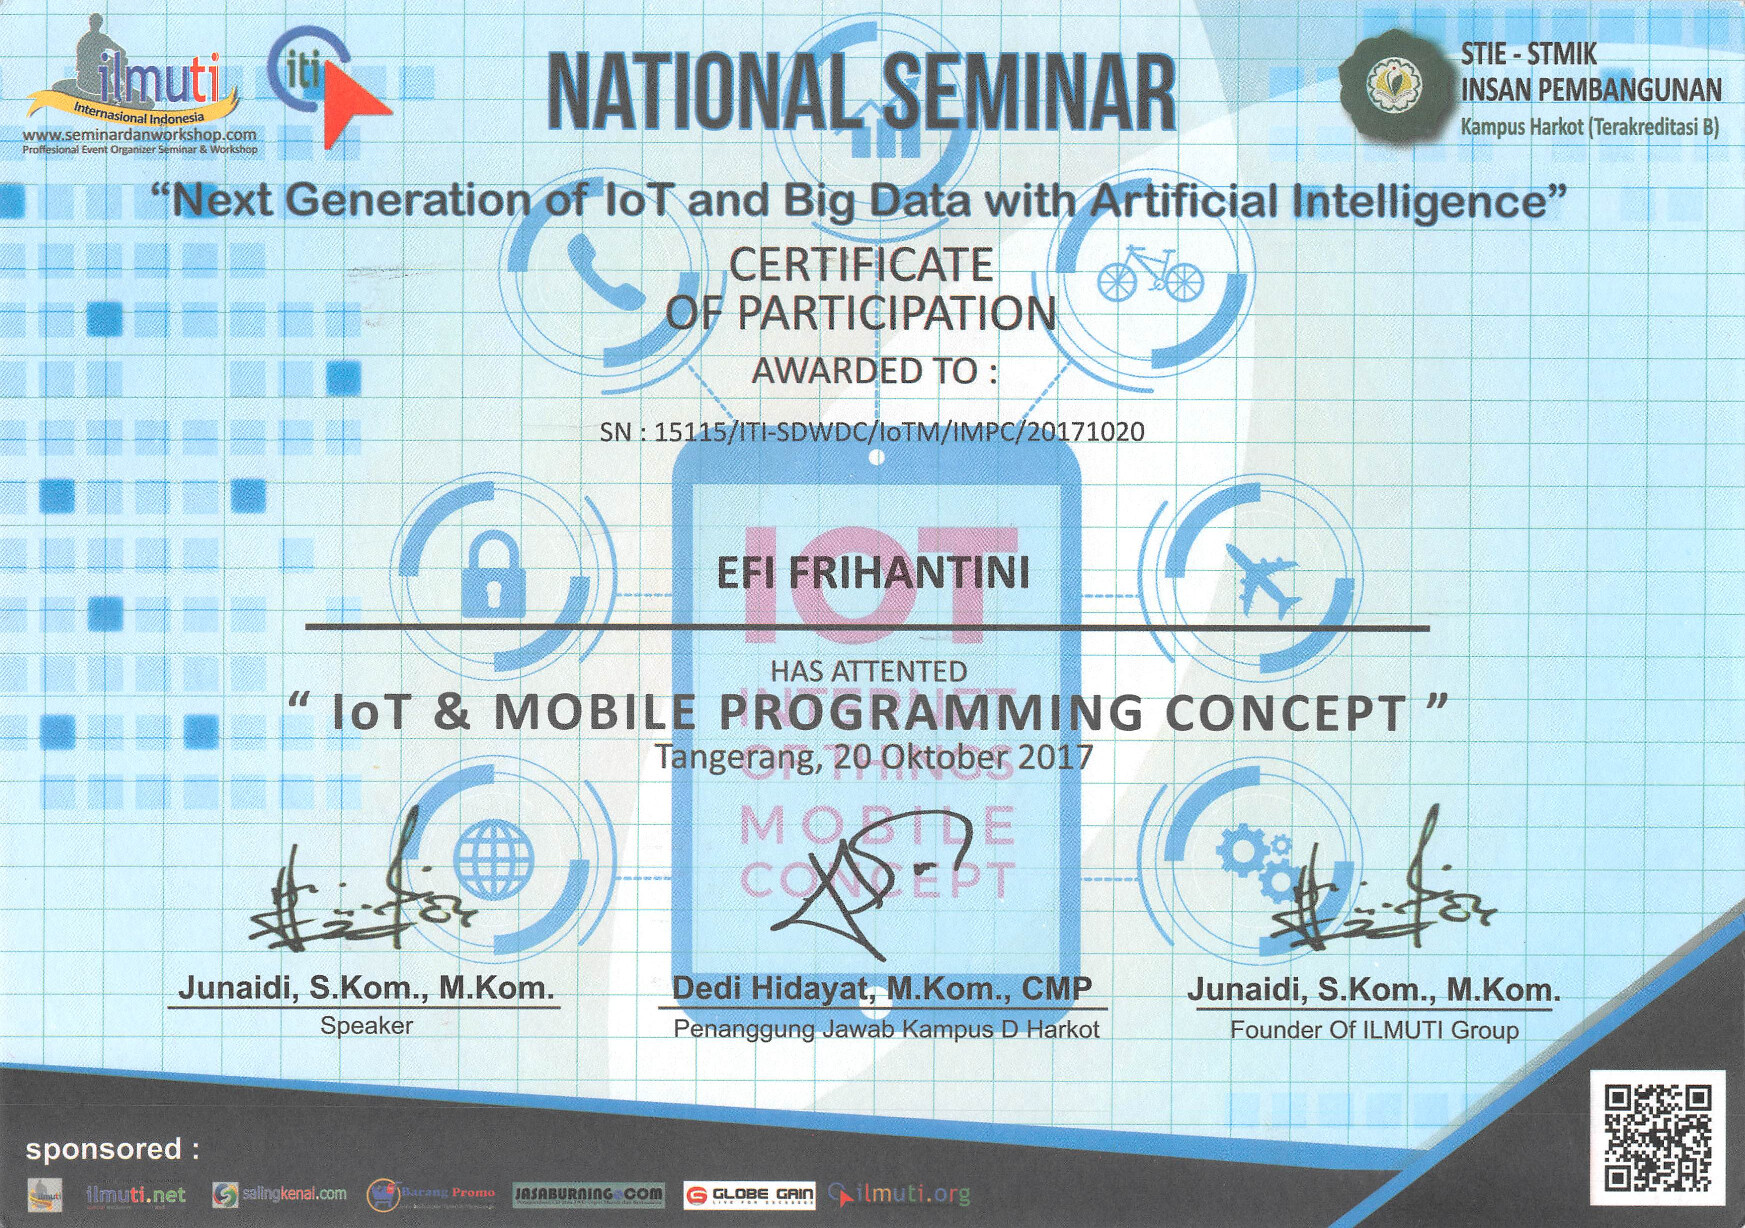 ilmuti
Internasional Indonesia
www.seminardanworkshop.com
Proffesional Event Organizer Seminar & Workshop
iti
NATIONAL SEMINAR
STIE - STMIK
INSAN PEMBANGUNAN
Kampus Harkot (Terakreditasi B)
“Next Generation of IoT and Big Data with Artificial Intelligence”
CERTIFICATE
OF PARTICIPATION
AWARDED TO :
SN : 15115/ITI-SDWDC/IoTM/IMPC/20171020
IOT
EFI FRIHANTINI
HAS ATTENTED
INTERNET
“ IoT & MOBILE PROGRAMMING CONCEPT ”
OF THINGS
Tangerang, 20 Oktober 2017
MOBILE
CONCEPT
Junaidi, S.Kom., M.Kom.
Speaker
Dedi Hidayat, M.Kom., CMP
Penanggung Jawab Kampus D Harkot
Junaidi, S.Kom., M.Kom.
Founder Of ILMUTI Group
sponsored :
ilmuti
ilmuti.net
salingkenal.com
Bacang Promo
JASABURNING.COM
GLOBE GAIN
ilmuti.org